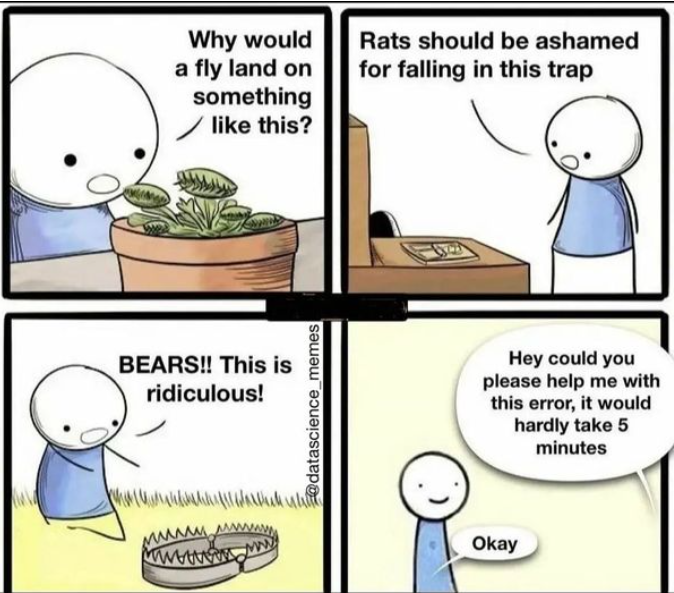 Why would
a fly land on
something
like this?
Rats should be ashamed
for falling in this trap
BEARS!! This is
ridiculous!
@datascience_memes
Hey could you
please help me with
this error, it would
hardly take 5
minutes
Okay